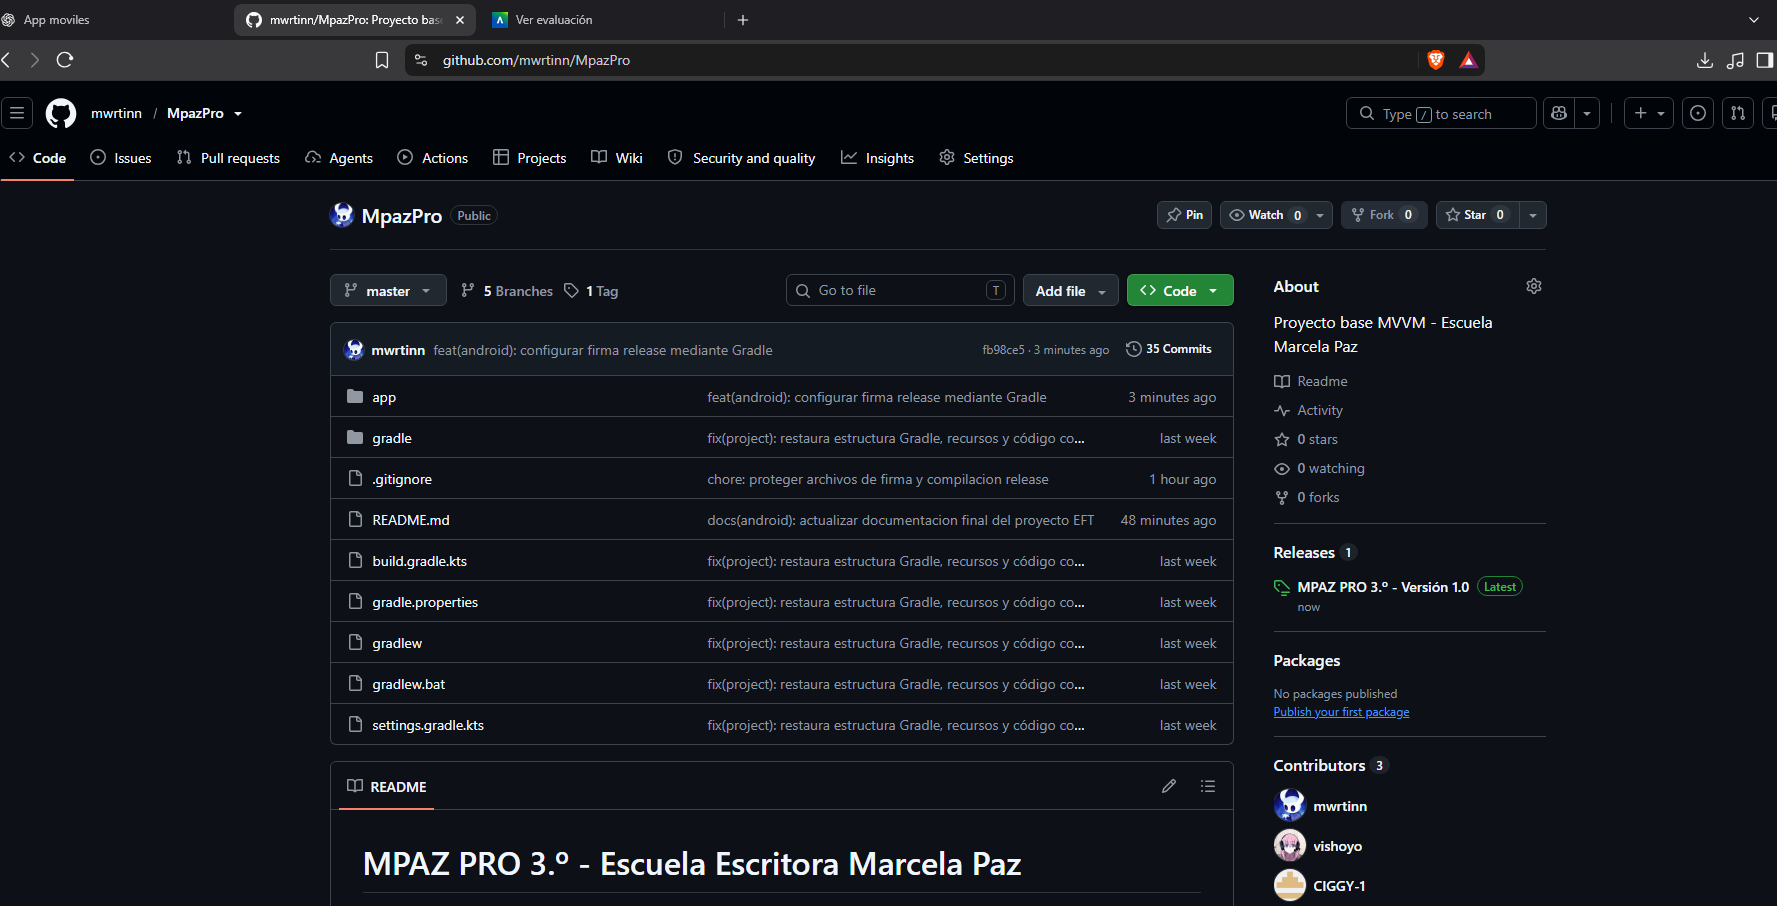 App moviles
mwrtinn/MpazPro: Proyecto bas
Ver evaluación
github.com/mwrtinn/MpazPro
mwrtinn / MpazPro
Type / to search
Code
Issues
Pull requests
Agents
Actions
Projects
Wiki
Security and quality
Insights
Settings
MpazPro Public
Pin
Watch 0
Fork 0
Star 0
master
5 Branches
1 Tag
Go to file T
Add file
Code
mwrtinn feat(android): configurar firma release mediante Gradle fb98ce5 · 3 minutes ago 35 Commits
app feat(android): configurar firma release mediante Gradle 3 minutes ago
gradle fix(project): restaura estructura Gradle, recursos y código co... last week
.gitignore chore: proteger archivos de firma y compilacion release 1 hour ago
README.md docs(android): actualizar documentacion final del proyecto EFT 48 minutes ago
build.gradle.kts fix(project): restaura estructura Gradle, recursos y código co... last week
gradle.properties fix(project): restaura estructura Gradle, recursos y código co... last week
gradlew fix(project): restaura estructura Gradle, recursos y código co... last week
gradlew.bat fix(project): restaura estructura Gradle, recursos y código co... last week
settings.gradle.kts fix(project): restaura estructura Gradle, recursos y código co... last week
README
MPAZ PRO 3.º - Escuela Escritora Marcela Paz
About
Proyecto base MVVM - Escuela
Marcela Paz
Readme
Activity
0 stars
0 watching
0 forks
Releases 1
MPAZ PRO 3.º - Versión 1.0 Latest
now
Packages
No packages published
Publish your first package
Contributors 3
mwrtinn
vishoyo
CIGGY-1